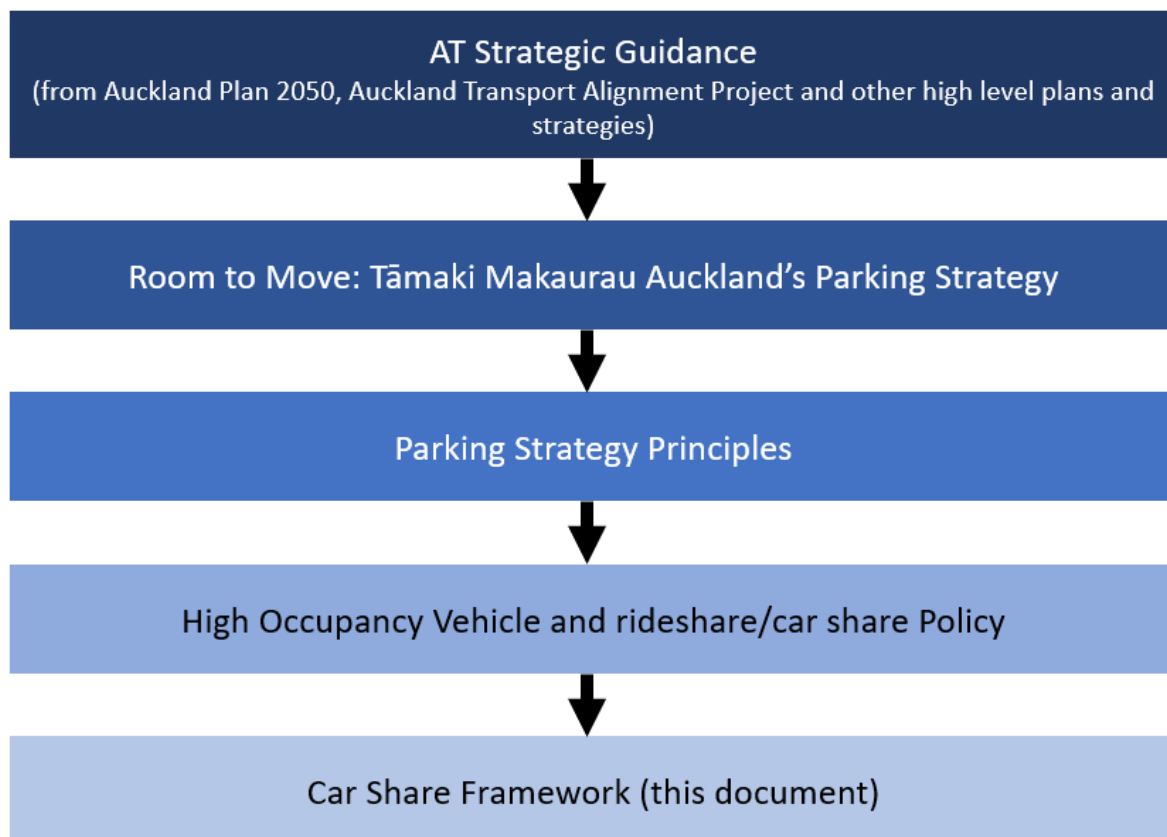 AT Strategic Guidance
(from Auckland Plan 2050, Auckland Transport Alignment Project and other high level plans and
strategies)
Room to Move: Tāmaki Makaurau Auckland’s Parking Strategy
Parking Strategy Principles
High Occupancy Vehicle and rideshare/car share Policy
Car Share Framework (this document)